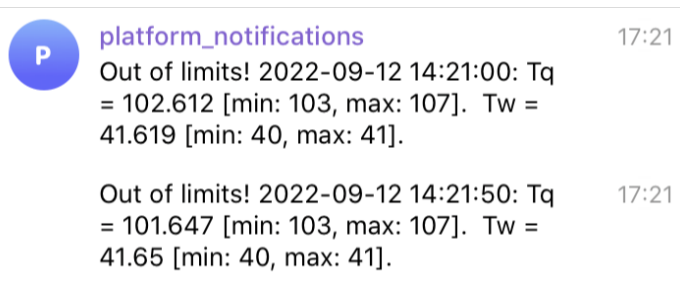 P
platform_notifications 17:21
Out of limits! 2022-09-12 14:21:00: Tq
= 102.612 [min: 103, max: 107].  Tw =
41.619 [min: 40, max: 41].
Out of limits! 2022-09-12 14:21:50: Tq 17:21
= 101.647 [min: 103, max: 107].  Tw =
41.65 [min: 40, max: 41].